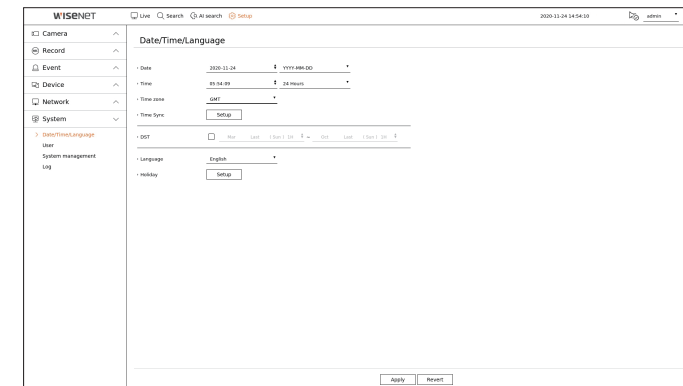 WISENET
Live Search AI search Setup 2020-11-24 14:54:10 admin
Camera
Record
Event
Device
Network
System
Date/Time/Language
User
System management
Log
Date/Time/Language
Date 2020-11-24 YYYY-MM-DD
Time 05:54:09 24 Hours
Time zone GMT
Time Sync Setup
DST Mar Last (Sun) 1H ~ Oct Last (Sun) 1H
Language English
Holiday Setup
Apply Revert